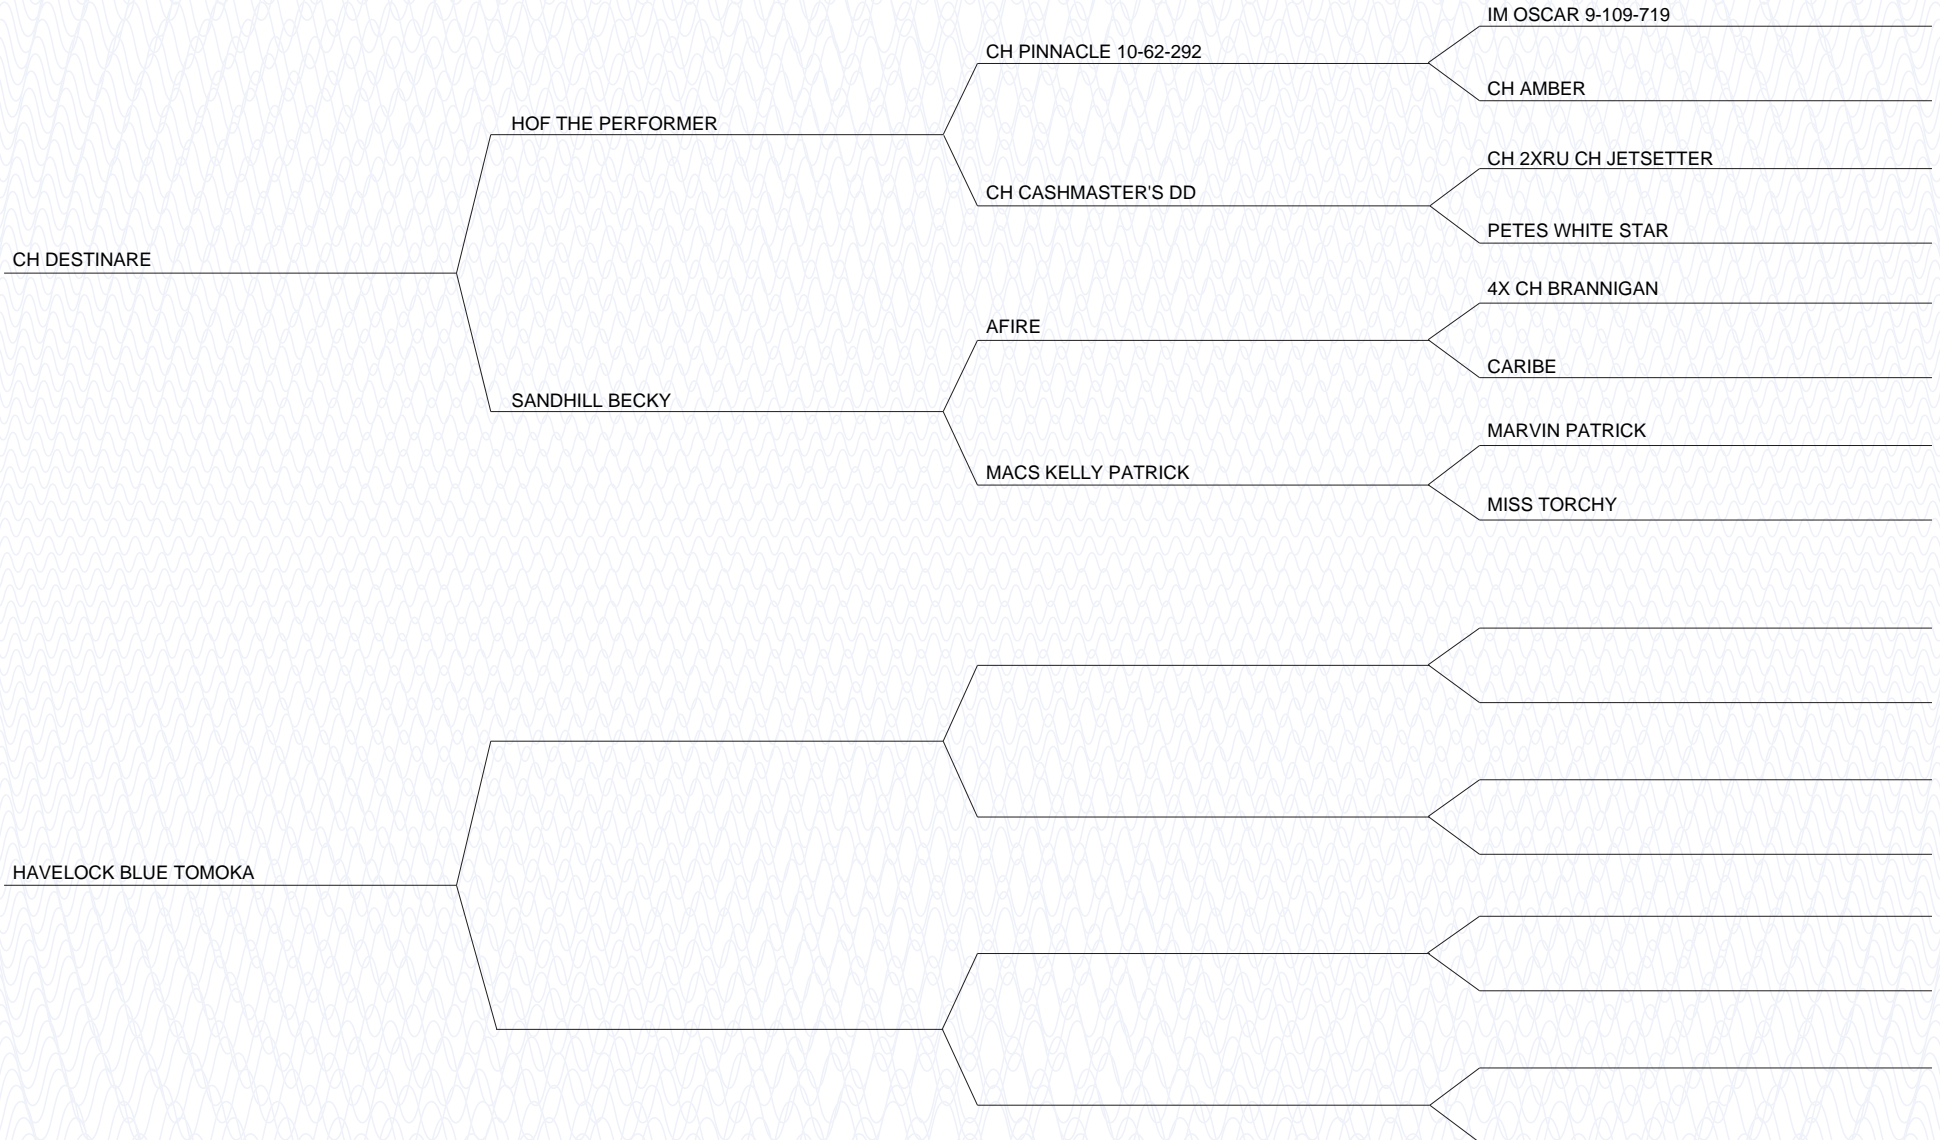 IM OSCAR 9-109-719
CH PINNACLE 10-62-292
CH AMBER
HOF THE PERFORMER
CH 2XRU CH JETSETTER
CH CASHMASTER'S DD
PETES WHITE STAR
CH DESTINARE
4X CH BRANNIGAN
AFIRE
CARIBE
SANDHILL BECKY
MARVIN PATRICK
MACS KELLY PATRICK
MISS TORCHY
HAVELOCK BLUE TOMOKA